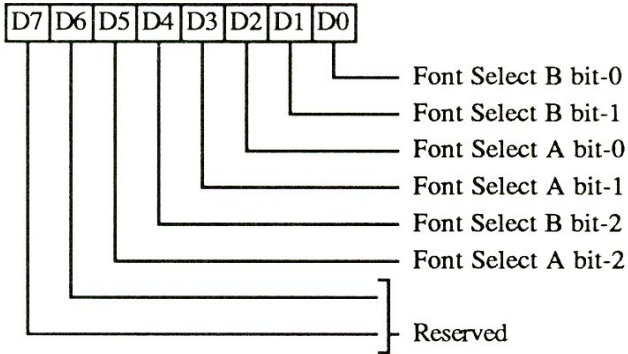 D7 D6 D5 D4 D3 D2 D1 D0
Font Select B bit-0
Font Select B bit-1
Font Select A bit-0
Font Select A bit-1
Font Select B bit-2
Font Select A bit-2
Reserved